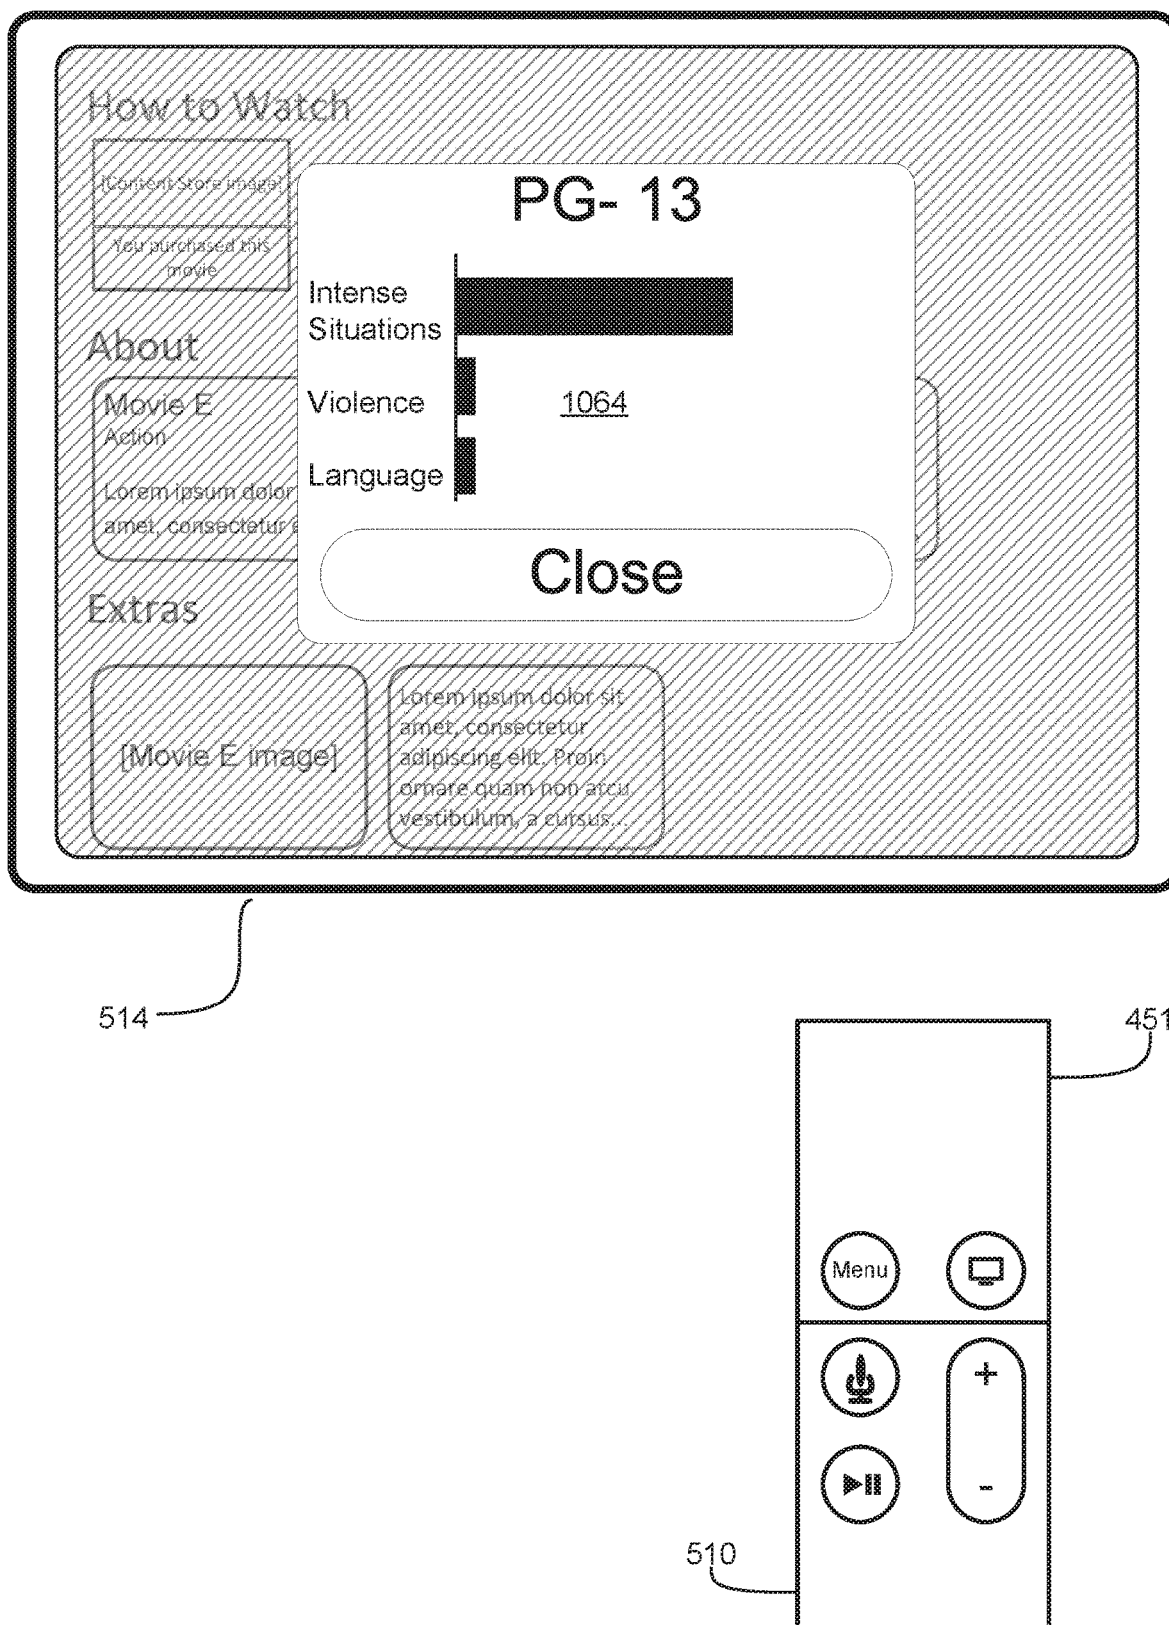 How to Watch
[Content Store image]
You purchased this
movie
PG- 13
Intense
Situations
Violence
1064
Language
Close
About
Movie E
Action
Lorem ipsum dolor
amet, consectetur
Extras
[Movie E image]
Lorem ipsum dolor sit
amet, consectetur
adipiscing elit. Proin
ornare quam non arcu
vestibulum, a cursus...
514
451
Menu
+
-
510